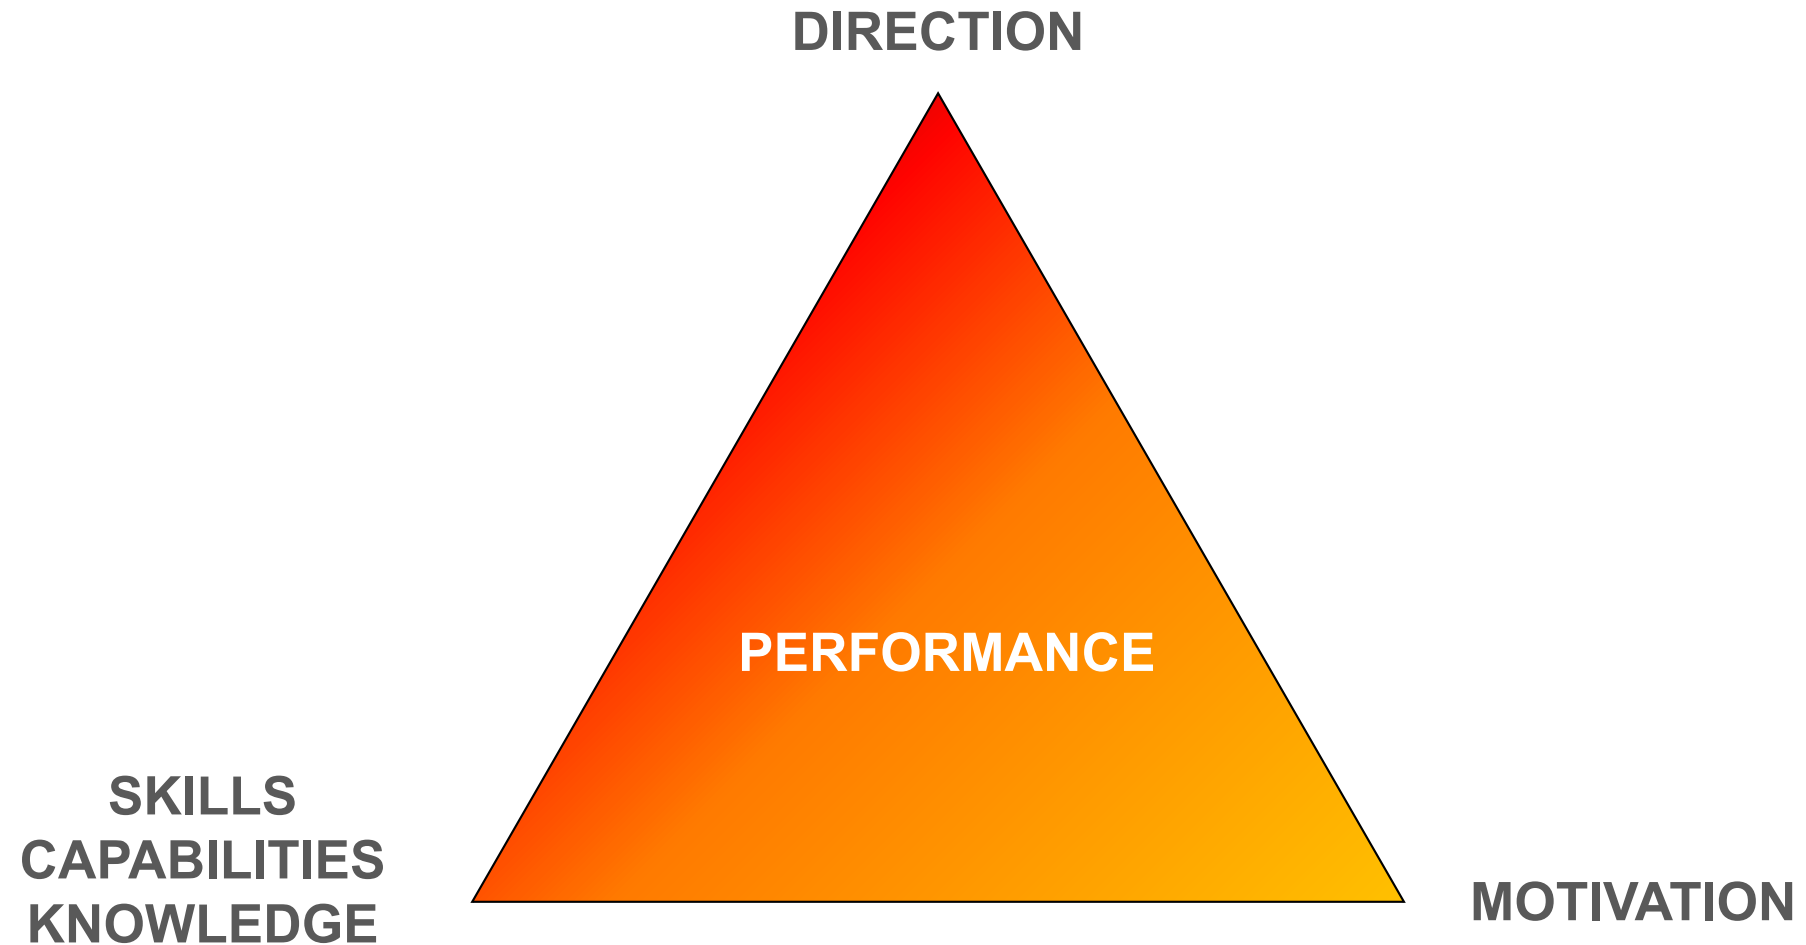 DIRECTION
PERFORMANCE
SKILLS
CAPABILITIES
KNOWLEDGE
MOTIVATION